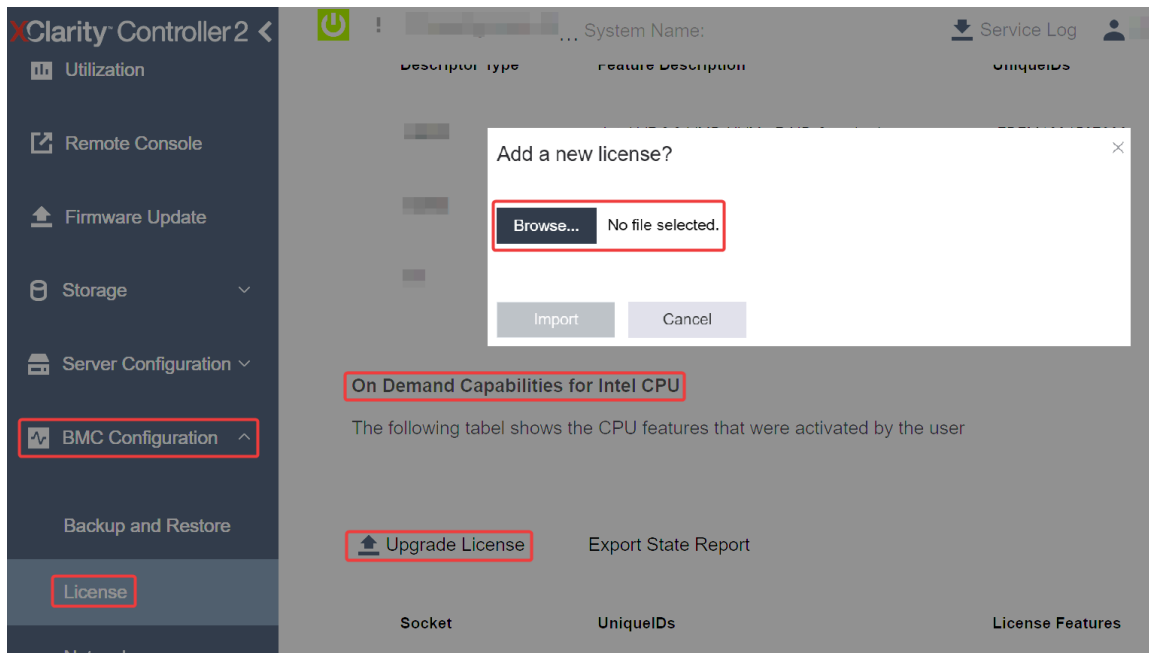 XClarity Controller 2
System Name:
Service Log
Utilization
Remote Console
Firmware Update
Storage
Server Configuration
BMC Configuration
Backup and Restore
License
Descriptor Type Feature Description UniqueIDs
Add a new license?
Browse... No file selected.
Import Cancel
On Demand Capabilities for Intel CPU
The following tabel shows the CPU features that were activated by the user
Upgrade License Export State Report
Socket UniqueIDs License Features